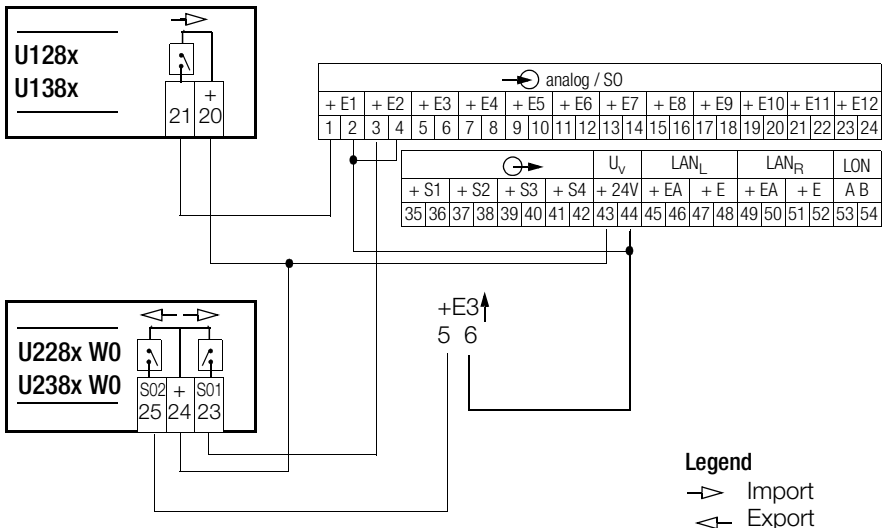 U128x
U138x
+
21 20
analog / S0
+ E1 + E2 + E3 + E4 + E5 + E6 + E7 + E8 + E9 + E10 + E11 + E12
1 2 3 4 5 6 7 8 9 10 11 12 13 14 15 16 17 18 19 20 21 22 23 24
Uv LANL LANR LON
+ S1 + S2 + S3 + S4 + 24V + EA + E + EA + E A B
35 36 37 38 39 40 41 42 43 44 45 46 47 48 49 50 51 52 53 54
+E3
5 6
U228x W0
U238x W0
S02 + S01
25 24 23
Legend
Import
Export